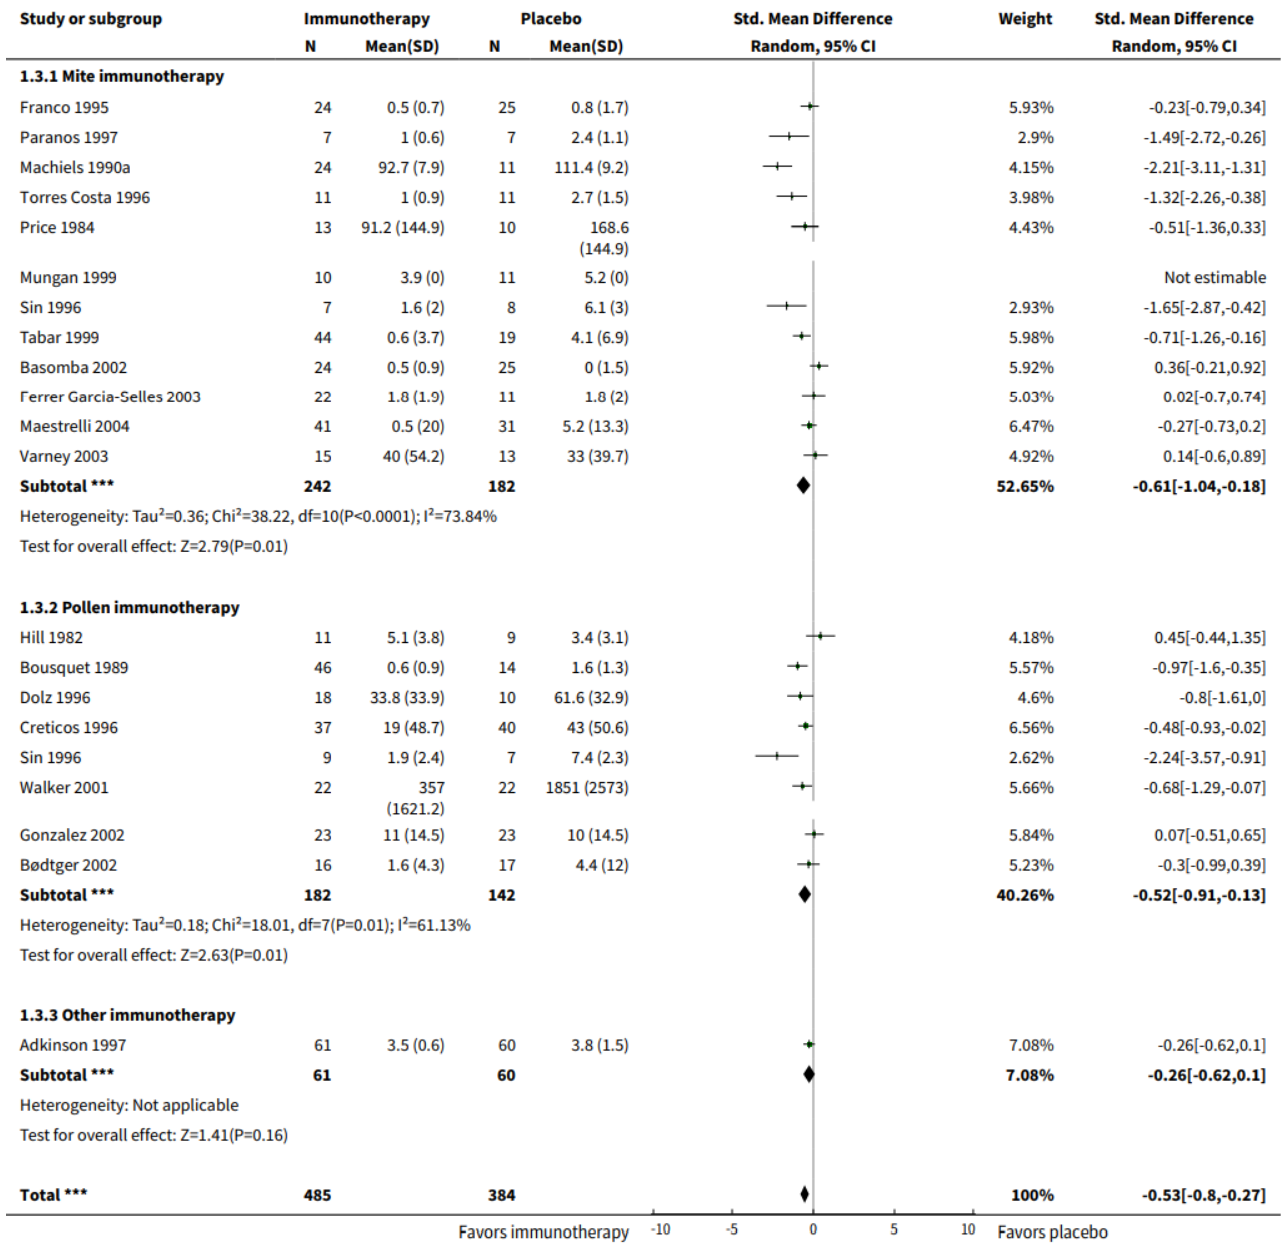 Study or subgroup Immunotherapy Placebo Std. Mean Difference Weight Std. Mean Difference
N Mean(SD) N Mean(SD) Random, 95% CI Random, 95% CI
1.3.1 Mite immunotherapy
Franco 1995 24 0.5 (0.7) 25 0.8 (1.7) 5.93% -0.23[-0.79,0.34]
Paranos 1997 7 1 (0.6) 7 2.4 (1.1) 2.9% -1.49[-2.72,-0.26]
Machiels 1990a 24 92.7 (7.9) 11 111.4 (9.2) 4.15% -2.21[-3.11,-1.31]
Torres Costa 1996 11 1 (0.9) 11 2.7 (1.5) 3.98% -1.32[-2.26,-0.38]
Price 1984 13 91.2 (144.9) 10 168.6 4.43% -0.51[-1.36,0.33]
(144.9)
Mungan 1999 10 3.9 (0) 11 5.2 (0) Not estimable
Sin 1996 7 1.6 (2) 8 6.1 (3) 2.93% -1.65[-2.87,-0.42]
Tabar 1999 44 0.6 (3.7) 19 4.1 (6.9) 5.98% -0.71[-1.26,-0.16]
Basomba 2002 24 0.5 (0.9) 25 0 (1.5) 5.92% 0.36[-0.21,0.92]
Ferrer Garcia-Selles 2003 22 1.8 (1.9) 11 1.8 (2) 5.03% 0.02[-0.7,0.74]
Maestrelli 2004 41 0.5 (20) 31 5.2 (13.3) 6.47% -0.27[-0.73,0.2]
Varney 2003 15 40 (54.2) 13 33 (39.7) 4.92% 0.14[-0.6,0.89]
Subtotal *** 242 182 52.65% -0.61[-1.04,-0.18]
Heterogeneity: Tau²=0.36; Chi²=38.22, df=10(P<0.0001); I²=73.84%
Test for overall effect: Z=2.79(P=0.01)
1.3.2 Pollen immunotherapy
Hill 1982 11 5.1 (3.8) 9 3.4 (3.1) 4.18% 0.45[-0.44,1.35]
Bousquet 1989 46 0.6 (0.9) 14 1.6 (1.3) 5.57% -0.97[-1.6,-0.35]
Dolz 1996 18 33.8 (33.9) 10 61.6 (32.9) 4.6% -0.8[-1.61,0]
Creticos 1996 37 19 (48.7) 40 43 (50.6) 6.56% -0.48[-0.93,-0.02]
Sin 1996 9 1.9 (2.4) 7 7.4 (2.3) 2.62% -2.24[-3.57,-0.91]
Walker 2001 22 357 22 1851 (2573) 5.66% -0.68[-1.29,-0.07]
(1621.2)
Gonzalez 2002 23 11 (14.5) 23 10 (14.5) 5.84% 0.07[-0.51,0.65]
Bødtger 2002 16 1.6 (4.3) 17 4.4 (12) 5.23% -0.3[-0.99,0.39]
Subtotal *** 182 142 40.26% -0.52[-0.91,-0.13]
Heterogeneity: Tau²=0.18; Chi²=18.01, df=7(P=0.01); I²=61.13%
Test for overall effect: Z=2.63(P=0.01)
1.3.3 Other immunotherapy
Adkinson 1997 61 3.5 (0.6) 60 3.8 (1.5) 7.08% -0.26[-0.62,0.1]
Subtotal *** 61 60 7.08% -0.26[-0.62,0.1]
Heterogeneity: Not applicable
Test for overall effect: Z=1.41(P=0.16)
Total *** 485 384 100% -0.53[-0.8,-0.27]
Favors immunotherapy -10 -5 0 5 10 Favors placebo